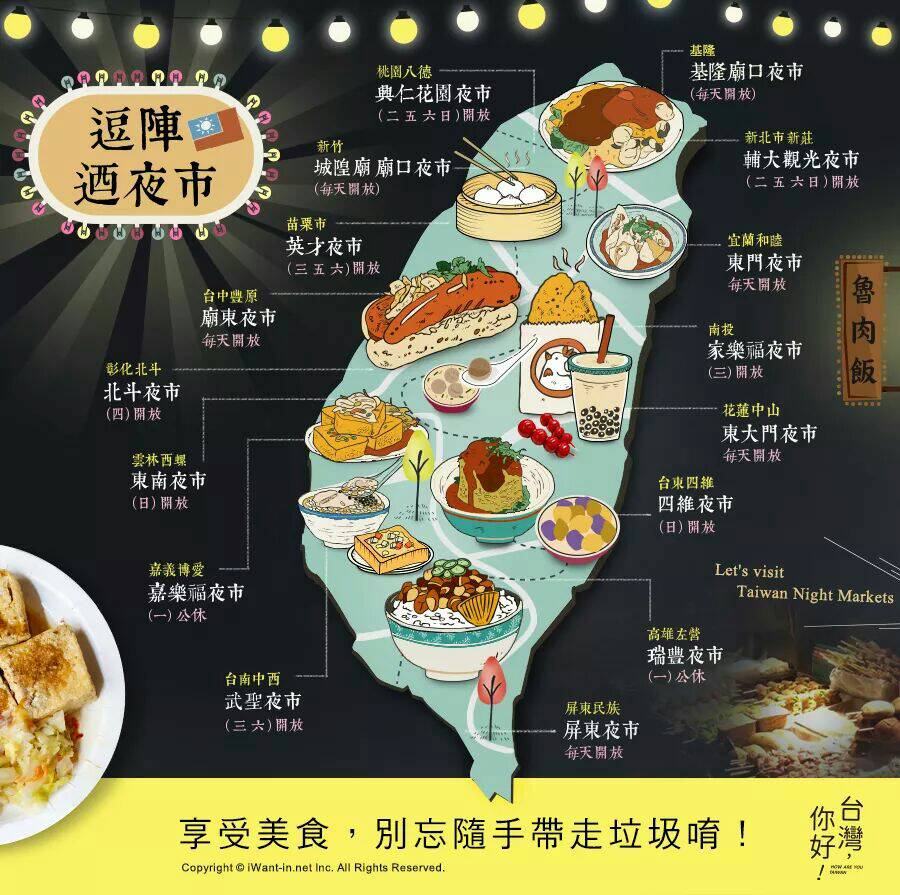 逗陣
迺夜市
基隆
基隆廟口夜市
(每天開放)
桃園八德
興仁花園夜市
(二五六日)開放
新北市新莊
輔大觀光夜市
(二五六日)開放
新竹
城隍廟 廟口夜市
(每天開放)
苗栗市
英才夜市
(三五六)開放
宜蘭和睦
東門夜市
每天開放
台中豐原
廟東夜市
每天開放
南投
家樂福夜市
(三)開放
彰化北斗
北斗夜市
(四)開放
花蓮中山
東大門夜市
每天開放
雲林西螺
東南夜市
(日)開放
台東四維
四維夜市
(日)開放
嘉義博愛
嘉樂福夜市
(一)公休
高雄左營
瑞豐夜市
(一)公休
台南中西
武聖夜市
(三六)開放
屏東民族
屏東夜市
每天開放
魯肉飯
Let's visit
Taiwan Night Markets
享受美食，別忘隨手帶走垃圾唷！
Copyright © iWant-in.net Inc. All Rights Reserved.
台灣，
你好！
HOW ARE YOU
TAIWAN